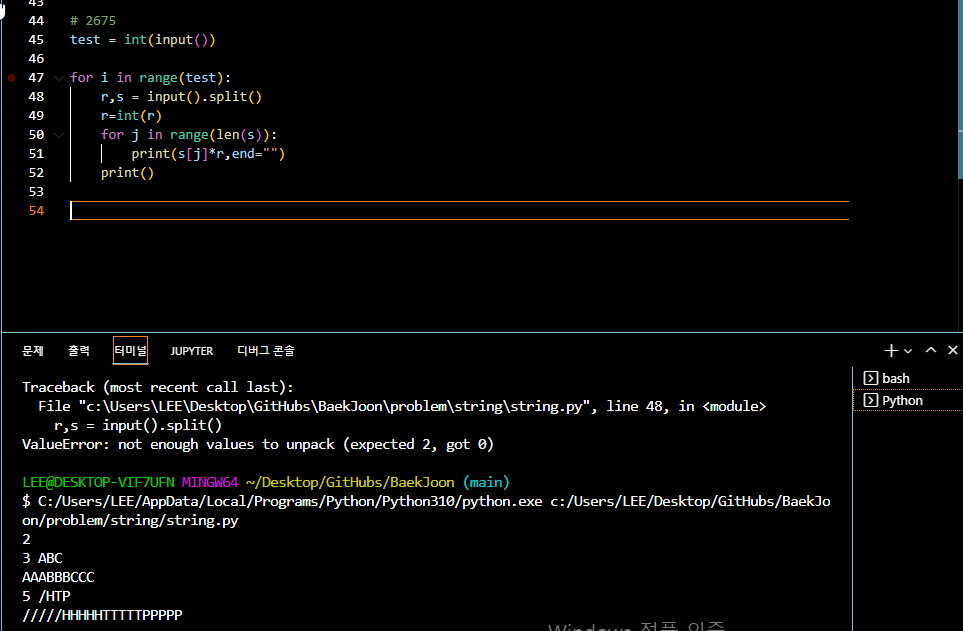 43
44 # 2675
45 test = int(input())
46
47 for i in range(test):
48 r,s = input().split()
49 r=int(r)
50 for j in range(len(s)):
51 print(s[j]*r,end="")
52 print()
53
54
문제 출력 터미널 JUPYTER 디버그 콘솔
Traceback (most recent call last):
File "c:\Users\LEE\Desktop\GitHubs\BaekJoon\problem\string\string.py", line 48, in <module>
r,s = input().split()
ValueError: not enough values to unpack (expected 2, got 0)
LEE@DESKTOP-VIF7UFN MINGW64 ~/Desktop/GitHubs/BaekJoon (main)
$ C:/Users/LEE/AppData/Local/Programs/Python/Python310/python.exe c:/Users/LEE/Desktop/GitHubs/BaekJo
on/problem/string/string.py
2
3 ABC
AAABBBCCC
5 /HTP
/////HHHHHTTTTTPPPPP
bash
Python
Windows 정품 인증